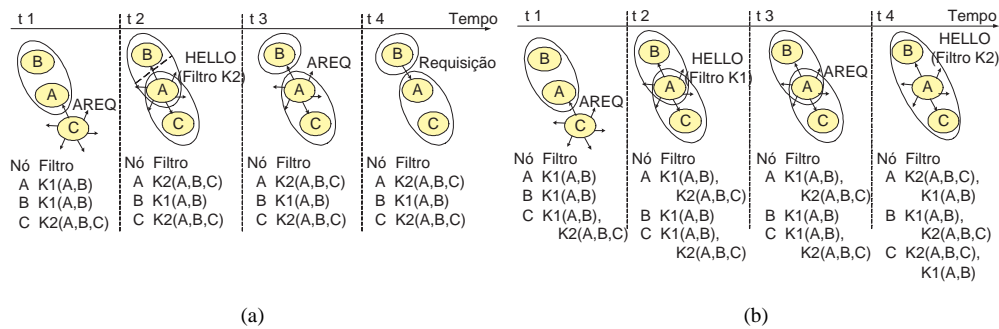 t 1 t 2 t 3 t 4 Tempo
B
A
AREQ
C
B
HELLO
(Filtro K2)
A
C
B
AREQ
A
C
B
Requisição
A
C
Nó Filtro
A K1(A,B)
B K1(A,B)
C K2(A,B,C)
Nó Filtro
A K2(A,B,C)
B K1(A,B)
C K2(A,B,C)
Nó Filtro
A K2(A,B,C)
B K1(A,B)
C K2(A,B,C)
Nó Filtro
A K2(A,B,C)
B K1(A,B)
C K2(A,B,C)
(a)
t 1 t 2 t 3 t 4 Tempo
B
A
AREQ
C
B
HELLO
(Filtro K1)
A
C
B
AREQ
A
C
HELLO
(Filtro K2)
B
A
C
Nó Filtro
A K1(A,B)
B K1(A,B)
C K1(A,B),
K2(A,B,C)
Nó Filtro
A K1(A,B),
K2(A,B,C)
B K1(A,B)
C K1(A,B),
K2(A,B,C)
Nó Filtro
A K1(A,B),
K2(A,B,C)
B K1(A,B)
C K1(A,B),
K2(A,B,C)
Nó Filtro
A K2(A,B,C),
K1(A,B)
B K1(A,B),
K2(A,B,C)
C K2(A,B,C),
K1(A,B)
(b)